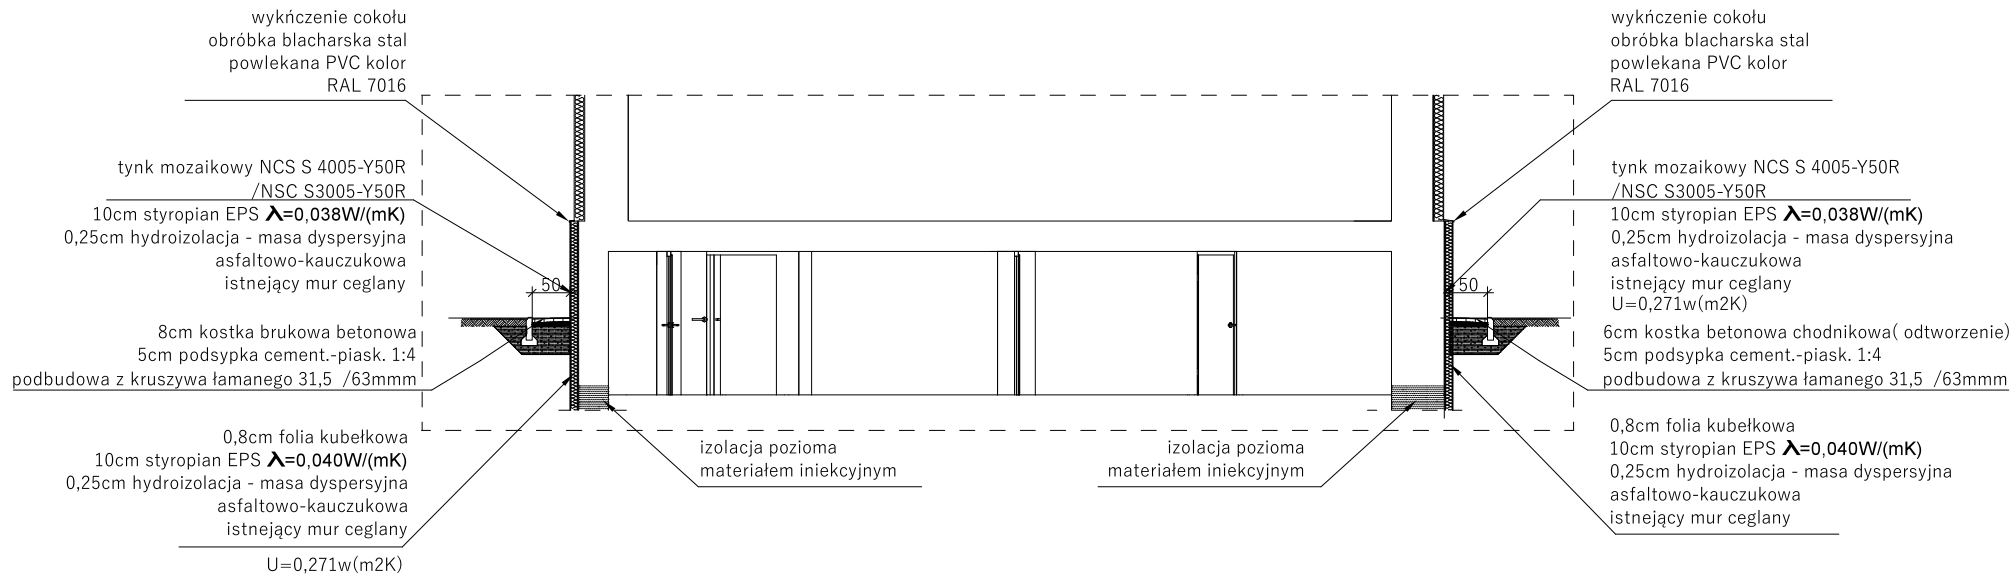 wykńczenie cokołu
obróbka blacharska stal
powlekana PVC kolor
RAL 7016
tynk mozaikowy NCS S 4005-Y50R
/NSC S3005-Y50R
10cm styropian EPS λ=0,038W/(mK)
0,25cm hydroizolacja - masa dyspersyjna
asfaltowo-kauczukowa
istnejący mur ceglany
50
8cm kostka brukowa betonowa
5cm podsypka cement.-piask. 1:4
podbudowa z kruszywa łamanego 31,5 /63mmm
0,8cm folia kubełkowa
10cm styropian EPS λ=0,040W/(mK)
0,25cm hydroizolacja - masa dyspersyjna
asfaltowo-kauczukowa
istnejący mur ceglany
U=0,271w(m2K)
izolacja pozioma
materiałem iniekcyjnym
izolacja pozioma
materiałem iniekcyjnym
wykńczenie cokołu
obróbka blacharska stal
powlekana PVC kolor
RAL 7016
tynk mozaikowy NCS S 4005-Y50R
/NSC S3005-Y50R
10cm styropian EPS λ=0,038W/(mK)
0,25cm hydroizolacja - masa dyspersyjna
asfaltowo-kauczukowa
istnejący mur ceglany
U=0,271w(m2K)
50
6cm kostka betonowa chodnikowa( odtworzenie)
5cm podsypka cement.-piask. 1:4
podbudowa z kruszywa łamanego 31,5 /63mmm
0,8cm folia kubełkowa
10cm styropian EPS λ=0,040W/(mK)
0,25cm hydroizolacja - masa dyspersyjna
asfaltowo-kauczukowa
istnejący mur ceglany